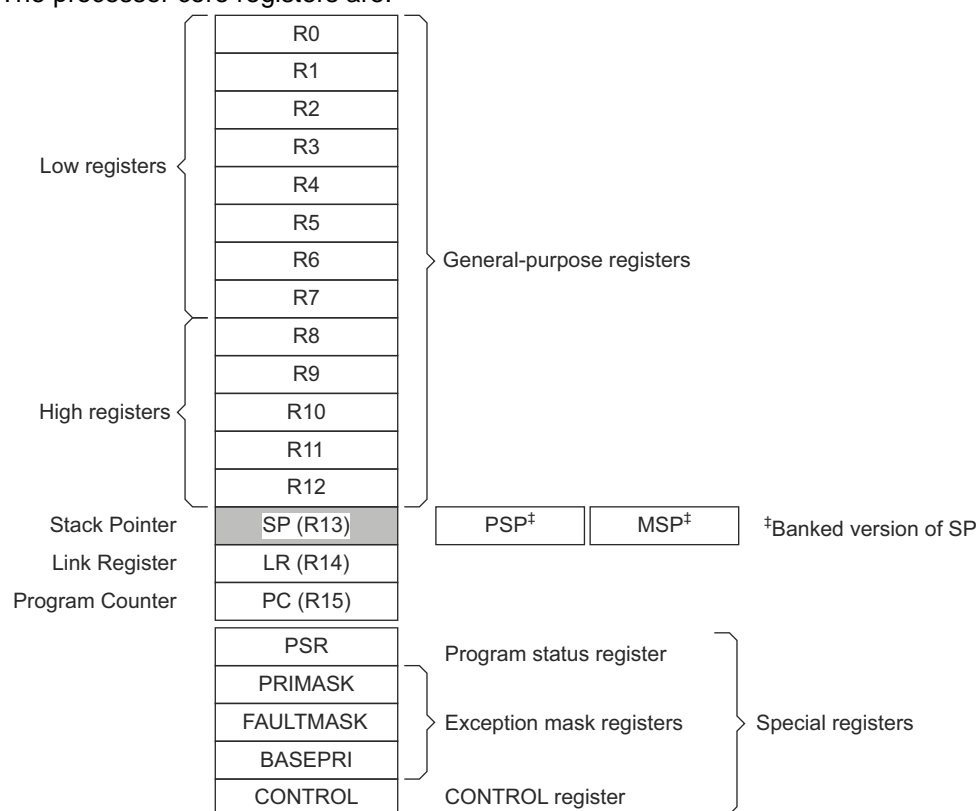 The processor core registers are:
R0
R1
R2
R3
Low registers
R4
R5
R6
General-purpose registers
R7
R8
R9
High registers
R10
R11
R12
Stack Pointer
SP (R13)
PSP‡
MSP‡
‡Banked version of SP
Link Register
LR (R14)
Program Counter
PC (R15)
PSR
Program status register
PRIMASK
FAULTMASK
Exception mask registers
Special registers
BASEPRI
CONTROL
CONTROL register